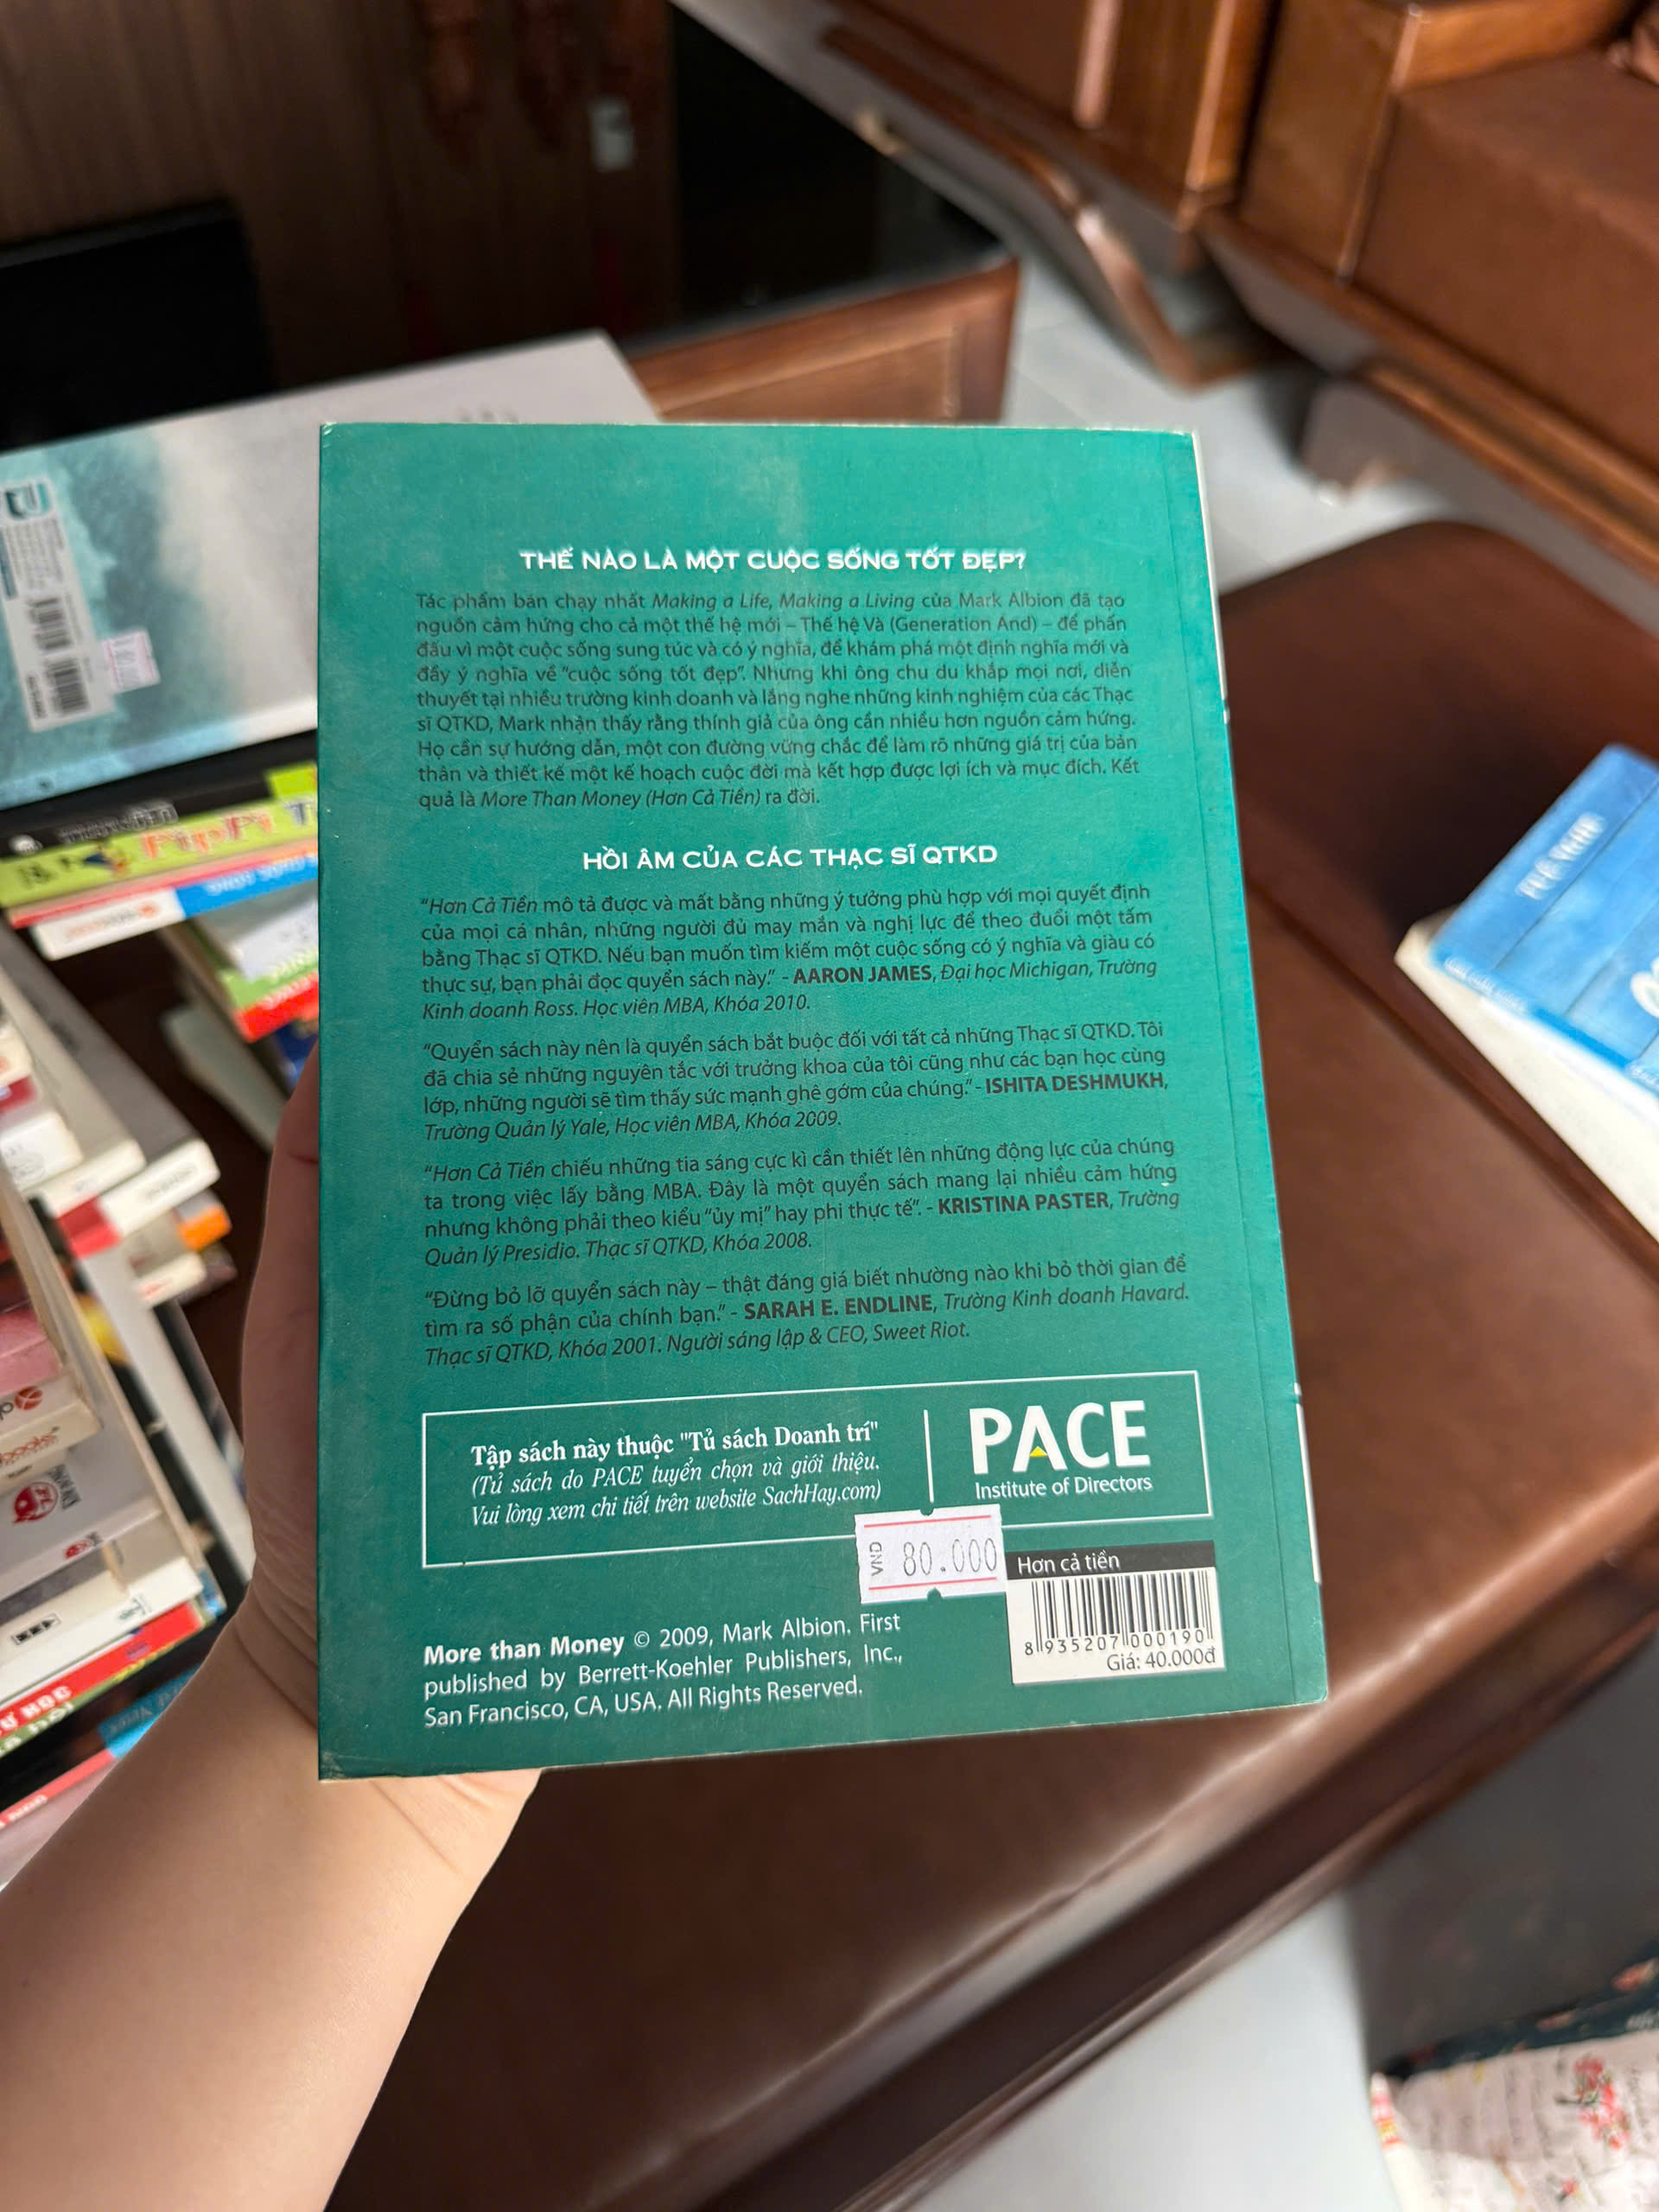 THẾ NÀO LÀ MỘT CUỘC SỐNG TỐT ĐẸP?
Tác phẩm bán chạy nhất Making a Life, Making a Living của Mark Albion đã tạo
nguồn cảm hứng cho cả một thế hệ mới – Thế hệ Và (Generation And) – để phấn
đấu vì một cuộc sống sung túc và có ý nghĩa, để khám phá một định nghĩa mới và
đầy ý nghĩa về "cuộc sống tốt đẹp". Nhưng khi ông chu du khắp mọi nơi, diễn
thuyết tại nhiều trường kinh doanh và lắng nghe những kinh nghiệm của các Thạc
sĩ QTKD, Mark nhận thấy rằng thính giả của ông cần nhiều hơn nguồn cảm hứng.
Họ cần sự hướng dẫn, một con đường vững chắc để làm rõ những giá trị của bản
thân và thiết kế một kế hoạch cuộc đời mà kết hợp được lợi ích và mục đích. Kết
quả là More Than Money (Hơn Cả Tiền) ra đời.
HỒI ÂM CỦA CÁC THẠC SĨ QTKD
"Hơn Cả Tiền mô tả được và mất bằng những ý tưởng phù hợp với mọi quyết định
của mọi cá nhân, những người đủ may mắn và nghị lực để theo đuổi một tấm
bằng Thạc sĩ QTKD. Nếu bạn muốn tìm kiếm một cuộc sống có ý nghĩa và giàu có
thực sự, bạn phải đọc quyển sách này." - AARON JAMES, Đại học Michigan, Trường
Kinh doanh Ross. Học viên MBA, Khóa 2010.
"Quyển sách này nên là quyển sách bắt buộc đối với tất cả những Thạc sĩ QTKD. Tôi
đã chia sẻ những nguyên tắc với trưởng khoa của tôi cũng như các bạn học cùng
lớp, những người sẽ tìm thấy sức mạnh ghê gớm của chúng." - ISHITA DESHMUKH,
Trường Quản lý Yale, Học viên MBA, Khóa 2009.
"Hơn Cả Tiền chiếu những tia sáng cực kì cần thiết lên những động lực của chúng
ta trong việc lấy bằng MBA. Đây là một quyển sách mang lại nhiều cảm hứng
nhưng không phải theo kiểu "ủy mị" hay phi thực tế". - KRISTINA PASTER, Trường
Quản lý Presidio. Thạc sĩ QTKD, Khóa 2008.
"Đừng bỏ lỡ quyển sách này – thật đáng giá biết nhường nào khi bỏ thời gian để
tìm ra số phận của chính bạn." - SARAH E. ENDLINE, Trường Kinh doanh Havard.
Thạc sĩ QTKD, Khóa 2001. Người sáng lập & CEO, Sweet Riot.
Tập sách này thuộc "Tủ sách Doanh trí"
(Tủ sách do PACE tuyển chọn và giới thiệu.
Vui lòng xem chi tiết trên website SachHay.com)
PACE
Institute of Directors
VND 80.000
Hơn cả tiền
8 935207 000190
Giá: 40.000đ
More than Money © 2009, Mark Albion. First
published by Berrett-Koehler Publishers, Inc.,
San Francisco, CA, USA. All Rights Reserved.